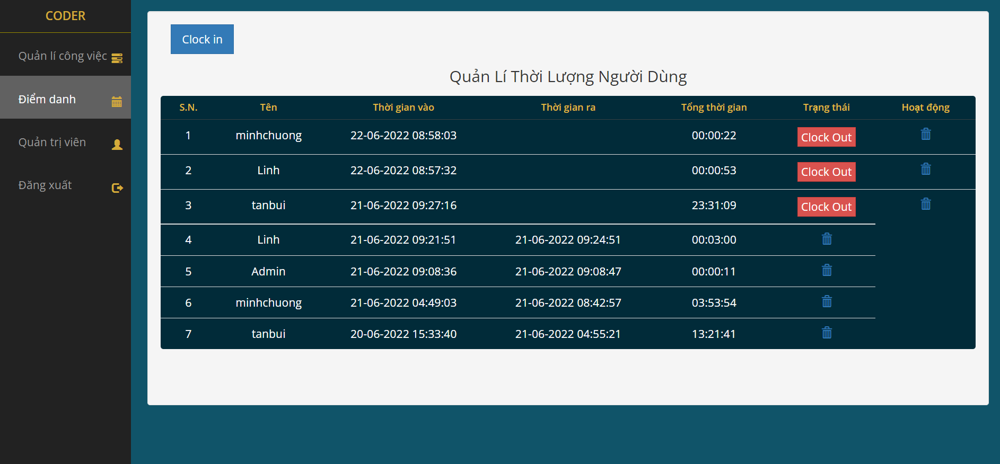 CODER
Quản lí công việc
Điểm danh
Quản trị viên
Đăng xuất
Clock in
Quản Lí Thời Lượng Người Dùng
S.N. Tên Thời gian vào Thời gian ra Tổng thời gian Trạng thái Hoạt động
1 minhchuong 22-06-2022 08:58:03 00:00:22 Clock Out
2 Linh 22-06-2022 08:57:32 00:00:53 Clock Out
3 tanbui 21-06-2022 09:27:16 23:31:09 Clock Out
4 Linh 21-06-2022 09:21:51 21-06-2022 09:24:51 00:03:00
5 Admin 21-06-2022 09:08:36 21-06-2022 09:08:47 00:00:11
6 minhchuong 21-06-2022 04:49:03 21-06-2022 08:42:57 03:53:54
7 tanbui 20-06-2022 15:33:40 21-06-2022 04:55:21 13:21:41